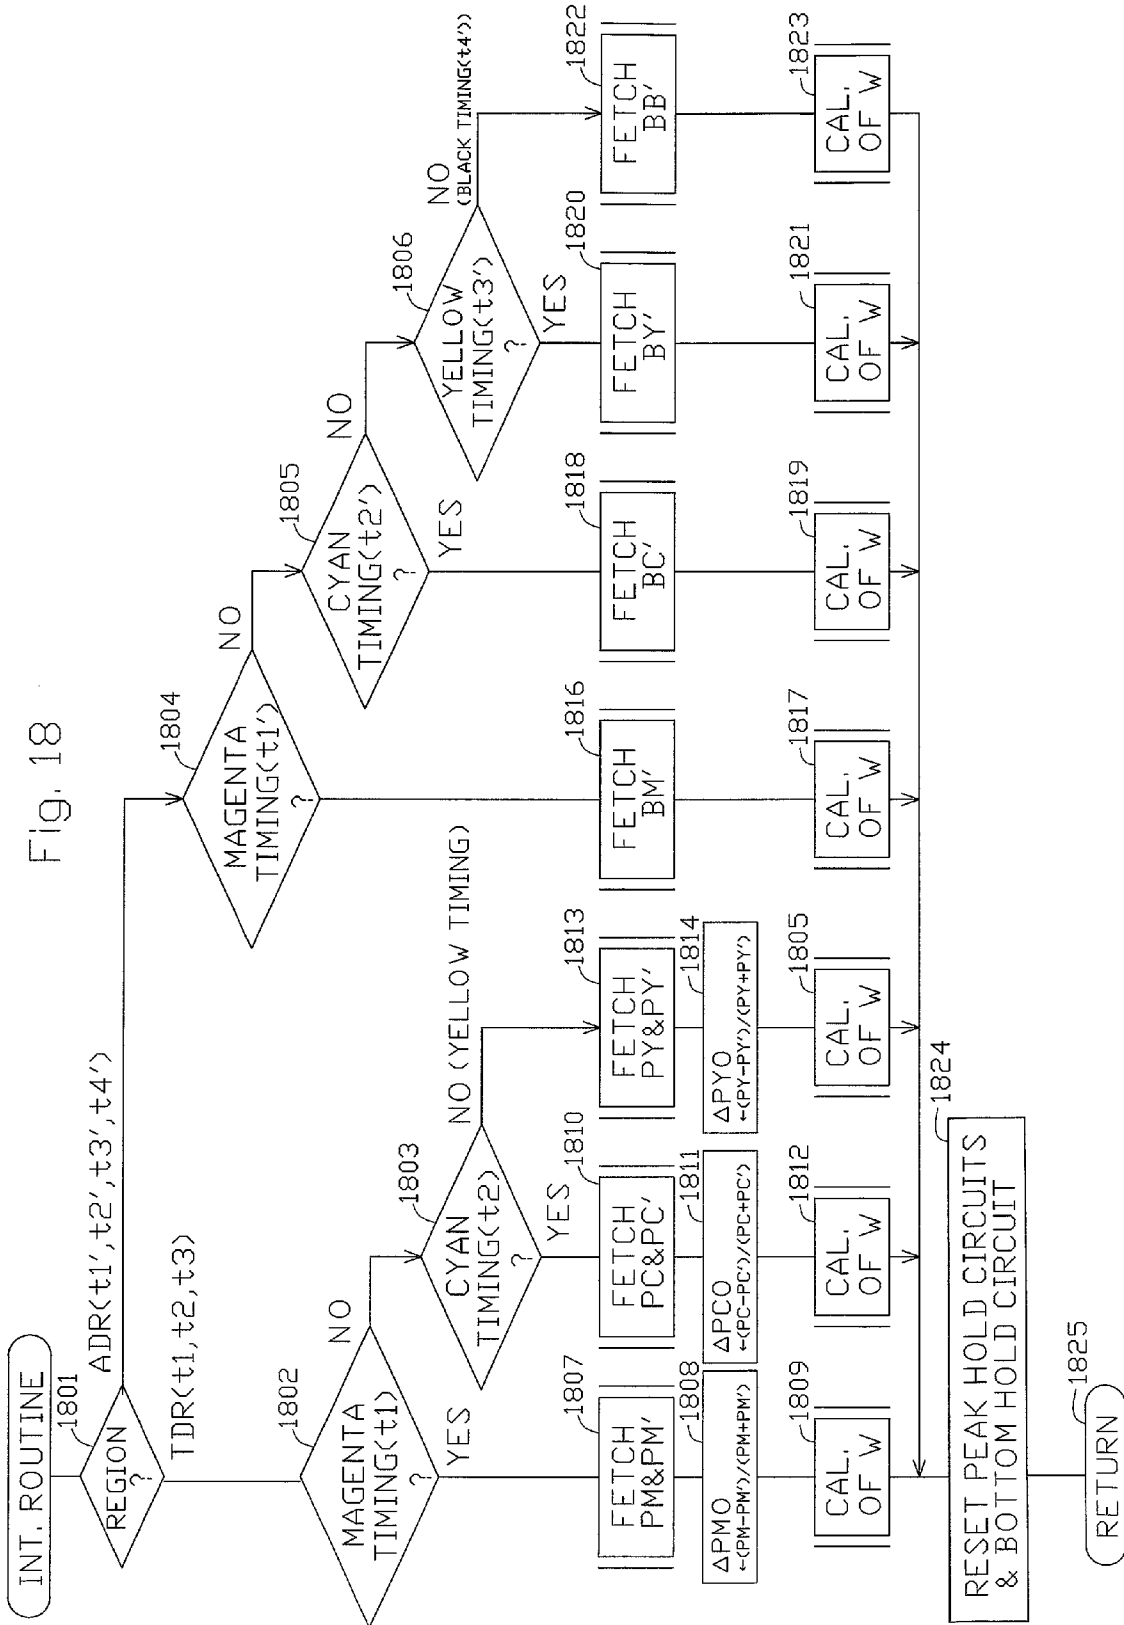 Fig. 18
INT. ROUTINE
1801
REGION
?
ADR(t1′,t2′,t3′,t4′)
TDR(t1,t2,t3)
1802
MAGENTA
TIMING(t1)
?
NO
YES
1803
CYAN
TIMING(t2)
?
NO (YELLOW TIMING)
YES
1804
MAGENTA
TIMING(t1′)
?
NO
1805
CYAN
TIMING(t2′)
?
NO
YES
1806
YELLOW
TIMING(t3′)
?
NO
(BLACK TIMING(t4′))
YES
1807
FETCH
PM&PM′
1808
ΔPMO
←(PM-PM′)/(PM+PM′)
1809
CAL.
OF W
1810
FETCH
PC&PC′
1811
ΔPCO
←(PC-PC′)/(PC+PC′)
1812
CAL.
OF W
1813
FETCH
PY&PY′
1814
ΔPYO
←(PY-PY′)/(PY+PY′)
1805
CAL.
OF W
1816
FETCH
BM′
1817
CAL.
OF W
1818
FETCH
BC′
1819
CAL.
OF W
1820
FETCH
BY′
1821
CAL.
OF W
1822
FETCH
BB′
1823
CAL.
OF W
1824
RESET PEAK HOLD CIRCUITS
& BOTTOM HOLD CIRCUIT
1825
RETURN